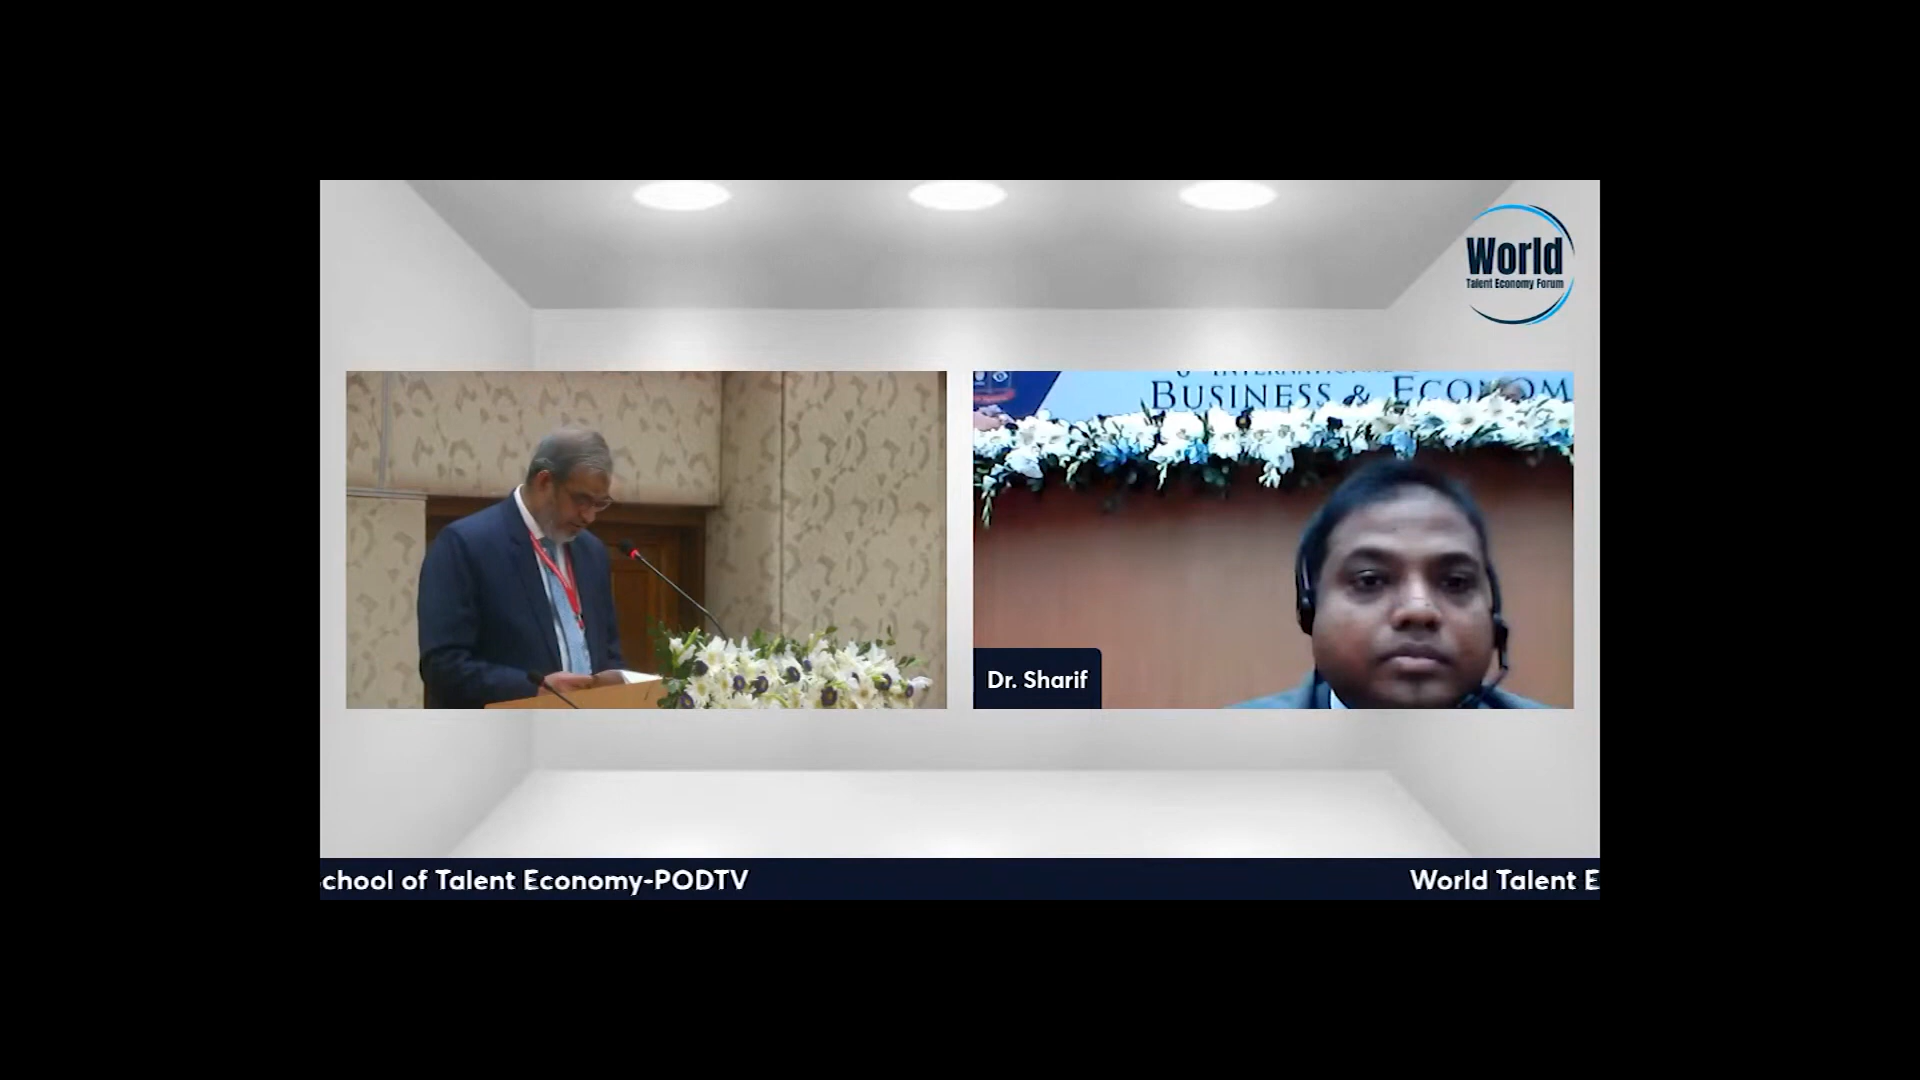 World
Talent Economy Forum
BUSINESS & ECONOM
Dr. Sharif
chool of Talent Economy-PODTV
World Talent E